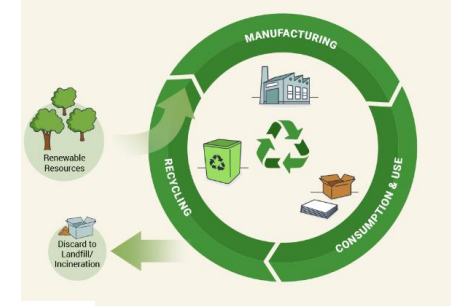 MANUFACTURING
CONSUMPTION & USE
RECYCLING
Renewable
Resources
Discard to
Landfill/
Incineration